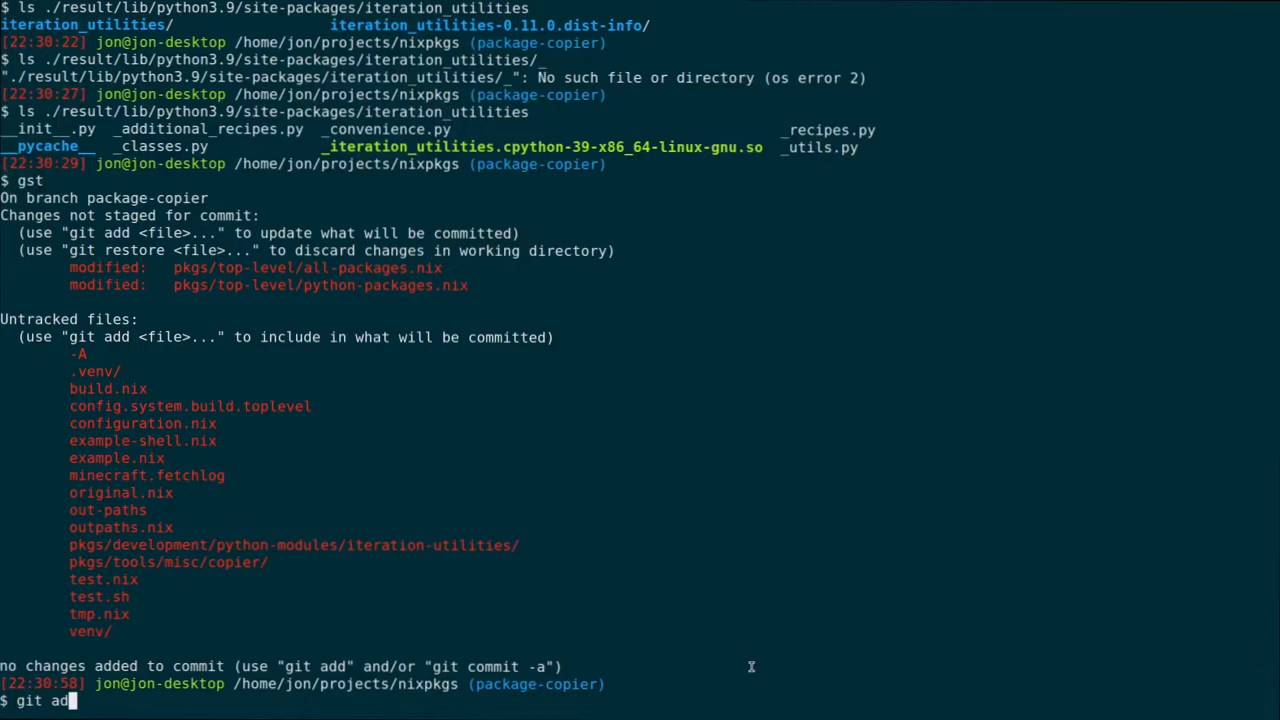 $ ls ./result/lib/python3.9/site-packages/iteration_utilities
iteration_utilities/ iteration_utilities-0.11.0.dist-info/
[22:30:22] jon@jon-desktop /home/jon/projects/nixpkgs (package-copier)
$ ls ./result/lib/python3.9/site-packages/iteration_utilities/_
"./result/lib/python3.9/site-packages/iteration_utilities/_": No such file or directory (os error 2)
[22:30:27] jon@jon-desktop /home/jon/projects/nixpkgs (package-copier)
$ ls ./result/lib/python3.9/site-packages/iteration_utilities
__init__.py _additional_recipes.py _convenience.py _recipes.py
__pycache__ _classes.py _iteration_utilities.cpython-39-x86_64-linux-gnu.so _utils.py
[22:30:29] jon@jon-desktop /home/jon/projects/nixpkgs (package-copier)
$ gst
On branch package-copier
Changes not staged for commit:
(use "git add <file>..." to update what will be committed)
(use "git restore <file>..." to discard changes in working directory)
modified: pkgs/top-level/all-packages.nix
modified: pkgs/top-level/python-packages.nix
Untracked files:
(use "git add <file>..." to include in what will be committed)
-A
.venv/
build.nix
config.system.build.toplevel
configuration.nix
example-shell.nix
example.nix
minecraft.fetchlog
original.nix
out-paths
outpaths.nix
pkgs/development/python-modules/iteration-utilities/
pkgs/tools/misc/copier/
test.nix
test.sh
tmp.nix
venv/
no changes added to commit (use "git add" and/or "git commit -a")
[22:30:58] jon@jon-desktop /home/jon/projects/nixpkgs (package-copier)
$ git ad